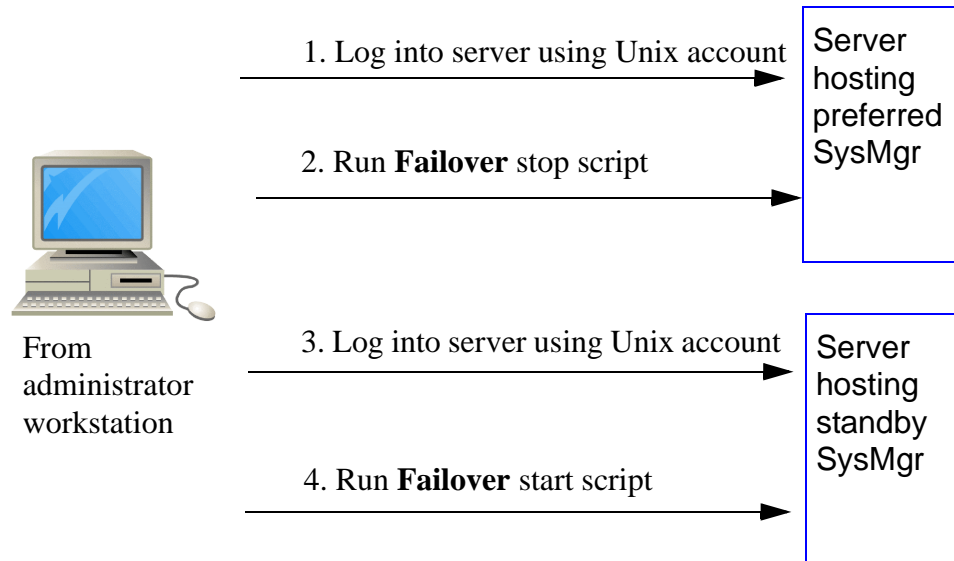 1. Log into server using Unix account
Server
hosting
preferred
SysMgr
2. Run Failover stop script
From
administrator
workstation
3. Log into server using Unix account
Server
hosting
standby
SysMgr
4. Run Failover start script